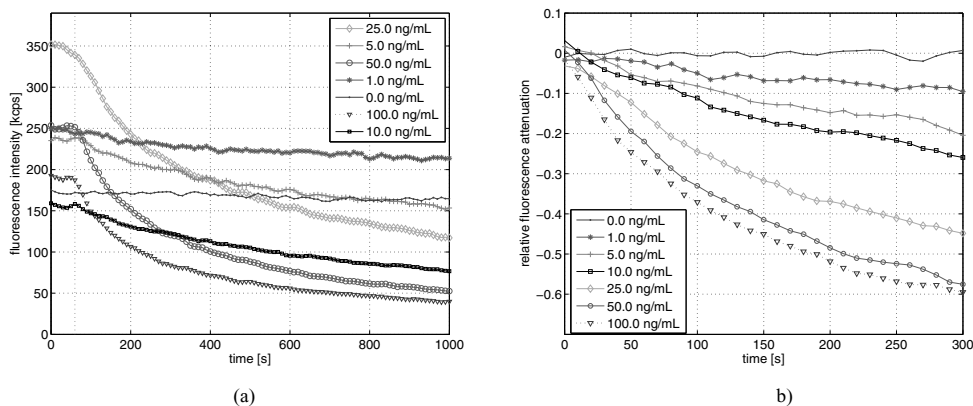 fluorescence intensity [kcps]
350
300
250
200
150
100
50
0
0
200
400
600
800
1000
time [s]
25.0 ng/mL
5.0 ng/mL
50.0 ng/mL
1.0 ng/mL
0.0 ng/mL
100.0 ng/mL
10.0 ng/mL
(a)
relative fluorescence attenuation
0.1
0
−0.1
−0.2
−0.3
−0.4
−0.5
−0.6
0
50
100
150
200
250
300
time [s]
0.0 ng/mL
1.0 ng/mL
5.0 ng/mL
10.0 ng/mL
25.0 ng/mL
50.0 ng/mL
100.0 ng/mL
b)